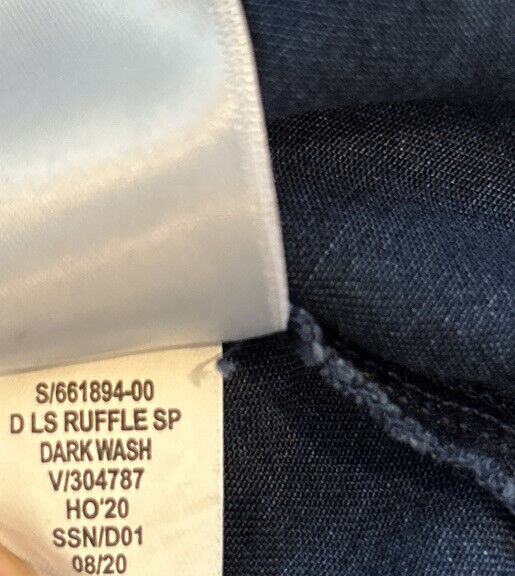 S/661894-00
D LS RUFFLE SP
DARK WASH
V/304787
HO'20
SSN/D01
08/20